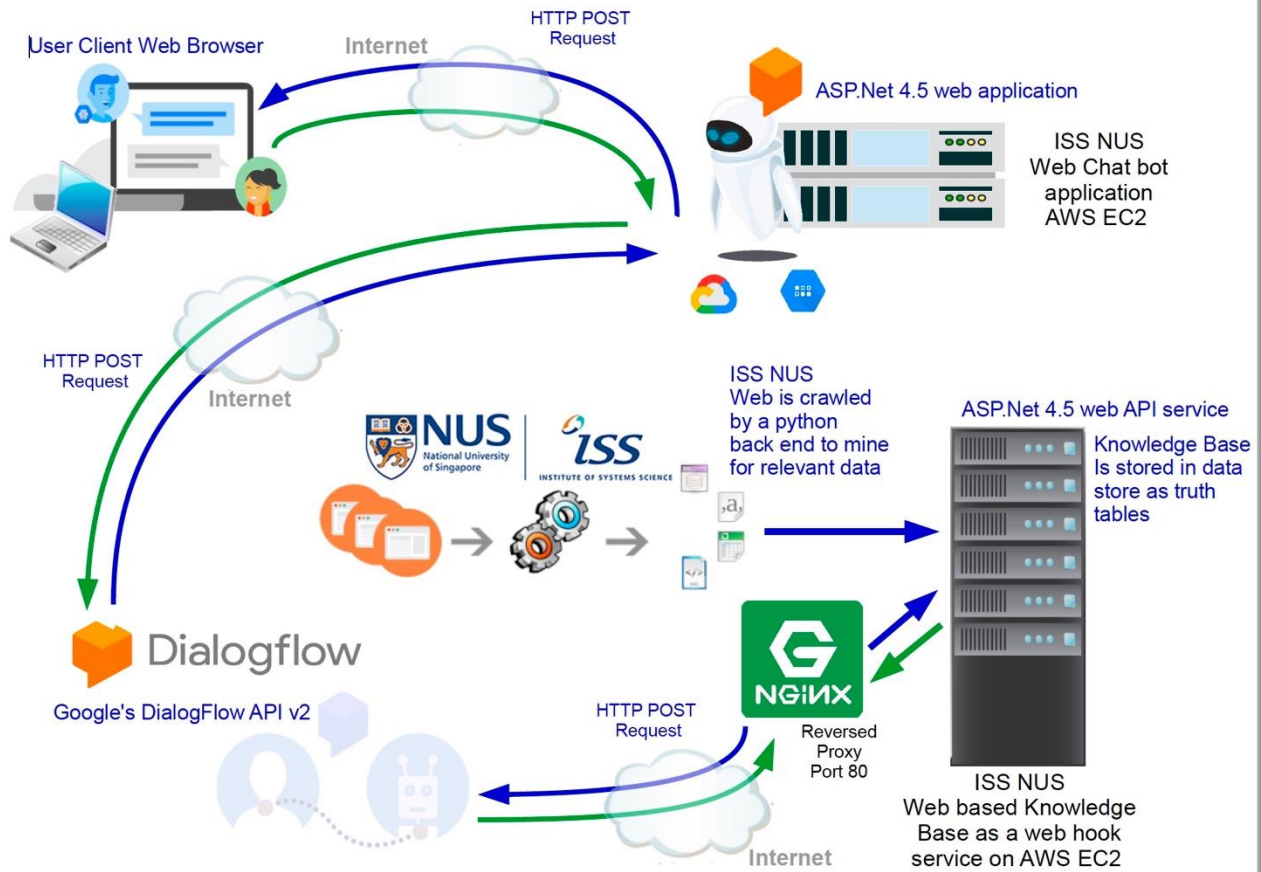 User Client Web Browser
Internet
HTTP POST
Request
ASP.Net 4.5 web application
ISS NUS
Web Chat bot
application
AWS EC2
HTTP POST
Request
Internet
NUS
National University
of Singapore
iSS
INSTITUTE OF SYSTEMS SCIENCE
,a,
</>
ISS NUS
Web is crawled
by a python
back end to mine
for relevant data
ASP.Net 4.5 web API service
Knowledge Base
Is stored in data
store as truth
tables
Dialogflow
Google's DialogFlow API v2
HTTP POST
Request
G
NGiNX
Reversed
Proxy
Port 80
Internet
ISS NUS
Web based Knowledge
Base as a web hook
service on AWS EC2